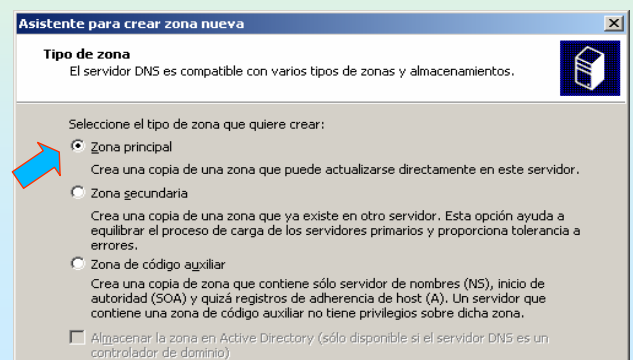 Asistente para crear zona nueva
Tipo de zona
El servidor DNS es compatible con varios tipos de zonas y almacenamientos.
Seleccione el tipo de zona que quiere crear:
Zona principal
Crea una copia de una zona que puede actualizarse directamente en este servidor.
Zona secundaria
Crea una copia de una zona que ya existe en otro servidor. Esta opción ayuda a
equilibrar el proceso de carga de los servidores primarios y proporciona tolerancia a
errores.
Zona de código auxiliar
Crea una copia de zona que contiene sólo servidor de nombres (NS), inicio de
autoridad (SOA) y quizá registros de adherencia de host (A). Un servidor que
contiene una zona de código auxiliar no tiene privilegios sobre dicha zona.
Almacenar la zona en Active Directory (sólo disponible si el servidor DNS es un
controlador de dominio)